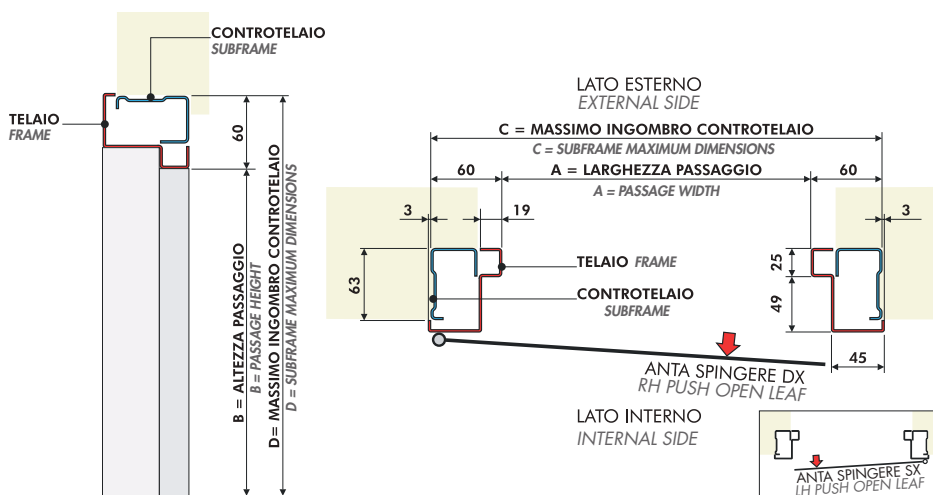 CONTROTELAIO
SUBFRAME
TELAIO
FRAME
60
B = ALTEZZA PASSAGGIO
B = PASSAGE HEIGHT
D= MASSIMO INGOMBRO CONTROTELAIO
D = SUBFRAME MAXIMUM DIMENSIONS
LATO ESTERNO
EXTERNAL SIDE
C = MASSIMO INGOMBRO CONTROTELAIO
C = SUBFRAME MAXIMUM DIMENSIONS
60
A = LARGHEZZA PASSAGGIO
60
A = PASSAGE WIDTH
3
19
3
63
TELAIO FRAME
25
CONTROTELAIO
SUBFRAME
49
45
ANTA SPINGERE DX
RH PUSH OPEN LEAF
LATO INTERNO
INTERNAL SIDE
ANTA SPINGERE SX
LH PUSH OPEN LEAF